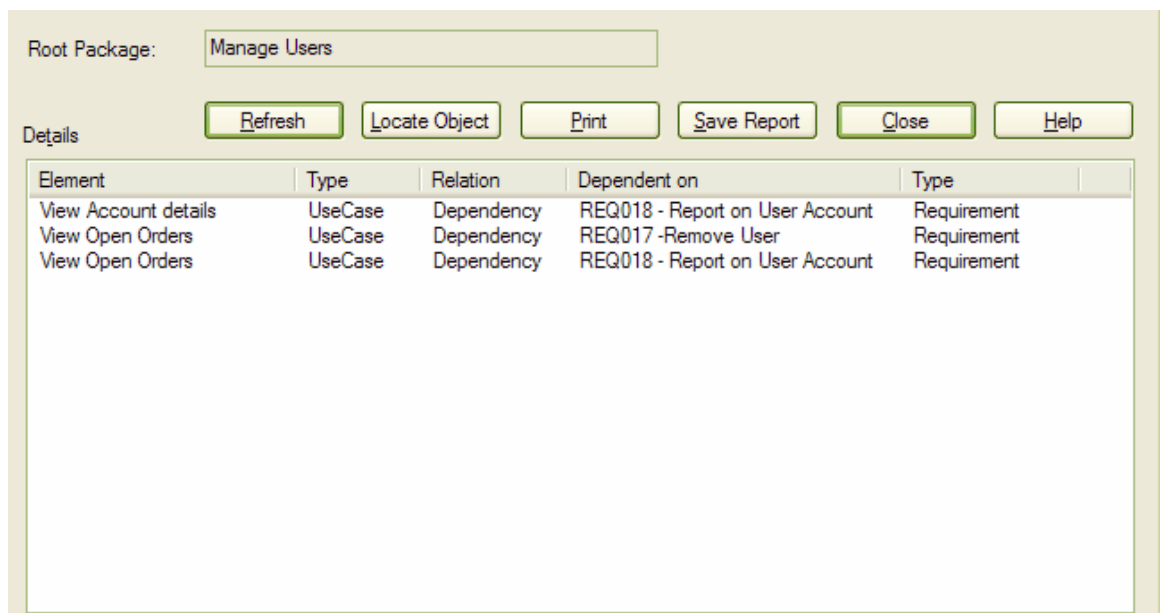 Root Package: Manage Users
Details Refresh Locate Object Print Save Report Close Help
Element Type Relation Dependent on Type
View Account details UseCase Dependency REQ018 - Report on User Account Requirement
View Open Orders UseCase Dependency REQ017 -Remove User Requirement
View Open Orders UseCase Dependency REQ018 - Report on User Account Requirement